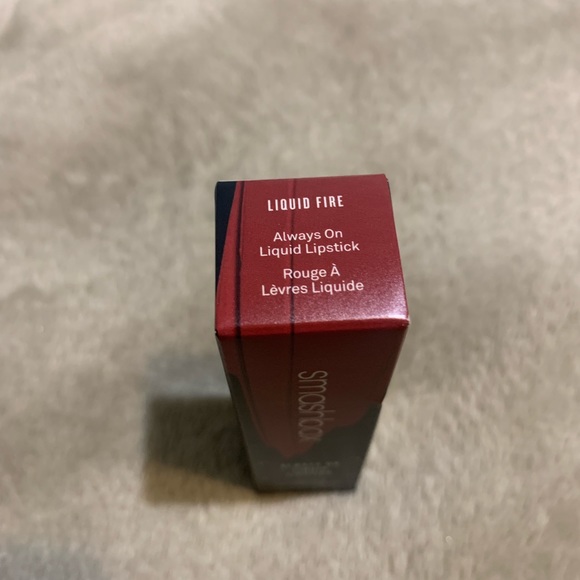 LIQUID FIRE
Always On
Liquid Lipstick
Rouge À
Lèvres Liquide
smashbox